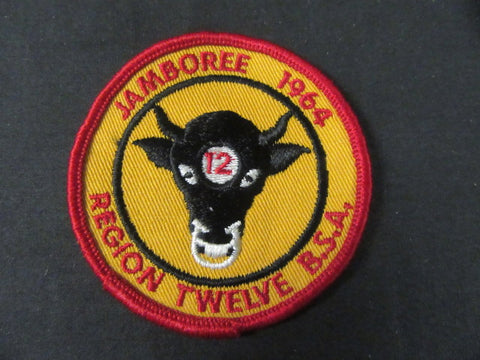 JAMBOREE 1964
12
REGION TWELVE B.S.A.